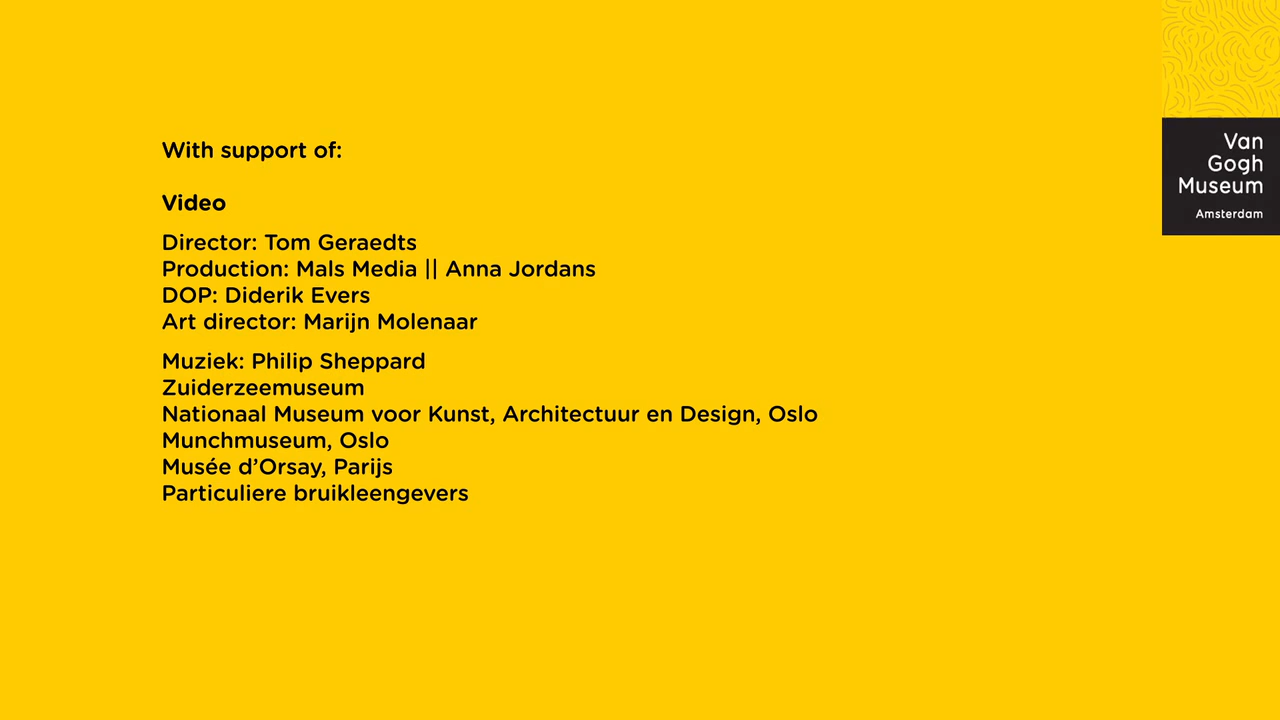 With support of:
Video
Director: Tom Geraedts
Production: Mals Media || Anna Jordans
DOP: Diderik Evers
Art director: Marijn Molenaar
Muziek: Philip Sheppard
Zuiderzeemuseum
Nationaal Museum voor Kunst, Architectuur en Design, Oslo
Munchmuseum, Oslo
Musée d’Orsay, Parijs
Particuliere bruikleengevers
Van
Gogh
Museum
Amsterdam